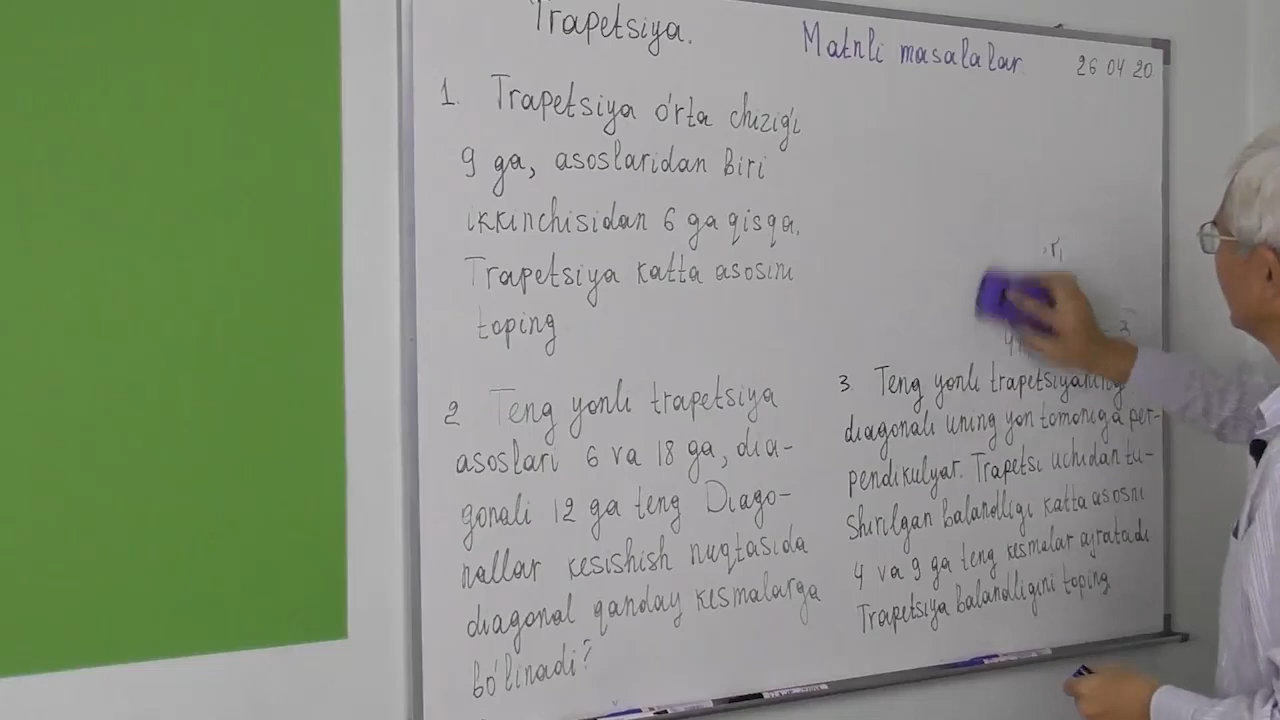 Trapetsiya.
Matnli masalalar.
26 04 20
1. Trapetsiya o'rta chizig'i
9 ga, asoslaridan biri
ikkinchisidan 6 ga qisqa.
Trapetsiya katta asosini
toping
2 Teng yonli trapetsiya
asoslari 6 va 18 ga, dia-
gonali 12 ga teng Diago-
nallar kesishish nuqtasida
diagonal qanday kesmalarga
bo'linadi?
3. Teng yonli trapetsiyaning
diagonali uning yon tomoniga per-
pendikulyar. Trapetsi uchidan tu-
shirilgan balandligi katta asosni
4 va 9 ga teng kesmalar ajratadi
Trapetsiya balandligini toping